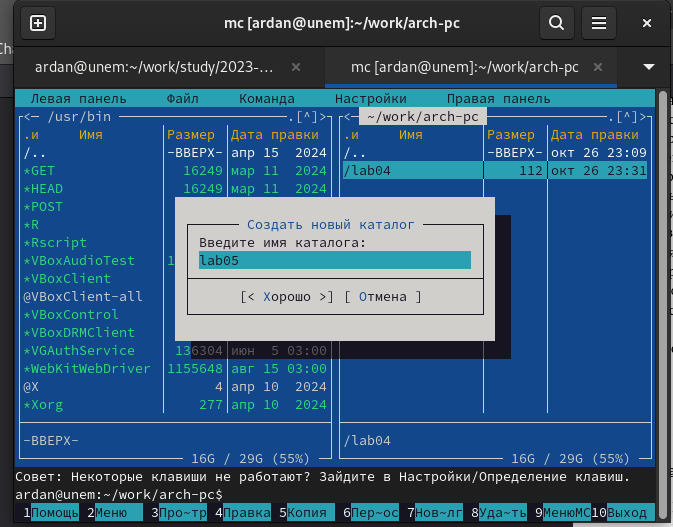 mc [ardan@unem]:~/work/arch-pc
ardan@unem:~/work/study/2023-... × mc [ardan@unem]:~/work/arch-pc ×
Левая панель Файл Команда Настройки Правая панель
<— /usr/bin .[^]> <— ~/work/arch-pc .[^]>
.и Имя Размер Дата правки .и Имя Размер Дата правки
/.. -ВВЕРХ- апр 15 2024 /.. -ВВЕРХ- окт 26 23:09
*GET 16249 мар 11 2024 /lab04 112 окт 26 23:31
*HEAD 16249 мар 11 2024
*POST
*R
*Rscript
*VBoxAudioTest 1
*VBoxClient
@VBoxClient-all
*VBoxControl
*VBoxDRMClient
*VGAuthService 136304 июн 5 03:00
*WebKitWebDriver 1155648 авг 15 03:00
@X 4 апр 10 2024
*Xorg 277 апр 10 2024
Создать новый каталог
Введите имя каталога:
lab05
[< Хорошо >] [ Отмена ]
-ВВЕРХ- /lab04
16G / 29G (55%) 16G / 29G (55%)
Совет: Некоторые клавиши не работают? Зайдите в Настройки/Определение клавиш.
ardan@unem:~/work/arch-pc$
1Помощь 2Меню 3Про~тр 4Правка 5Копия 6Пер~ос 7Нов~лг 8Уда~ть 9МенюMC 10Выход